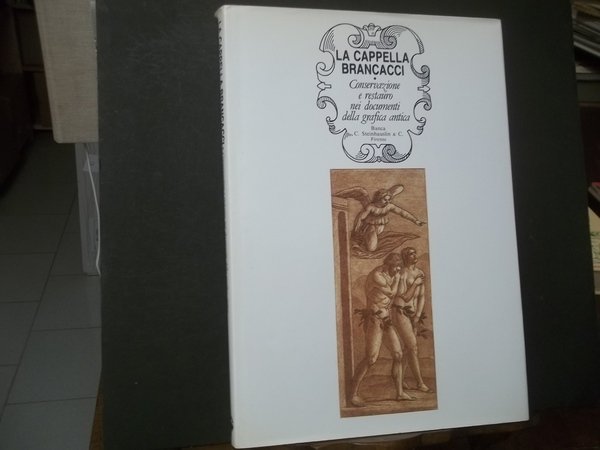 LA CAPPELLA
BRANCACCI
Conservazione
e restauro
nei documenti
della grafica antica
Banca
C. Steinhauslin & C.
Firenze